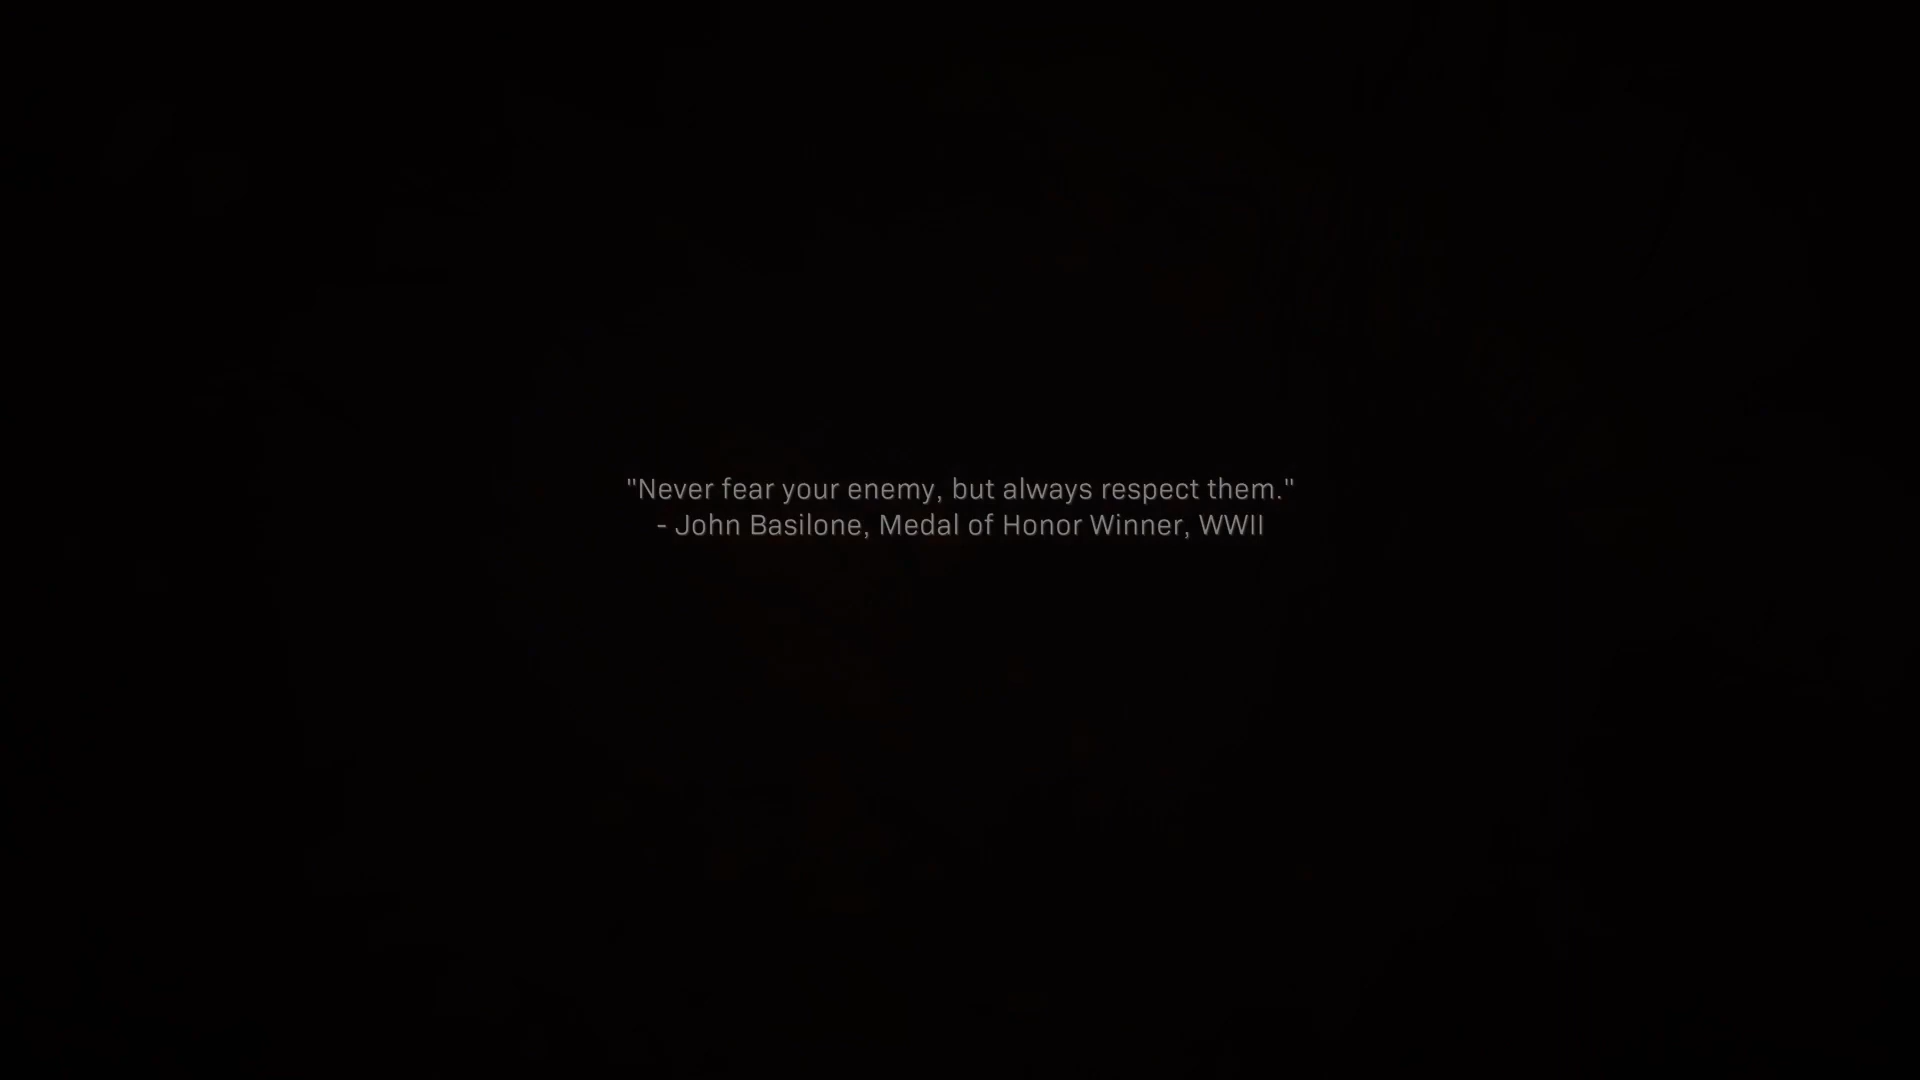 "Never fear your enemy, but always respect them."
- John Basilone, Medal of Honor Winner, WWII